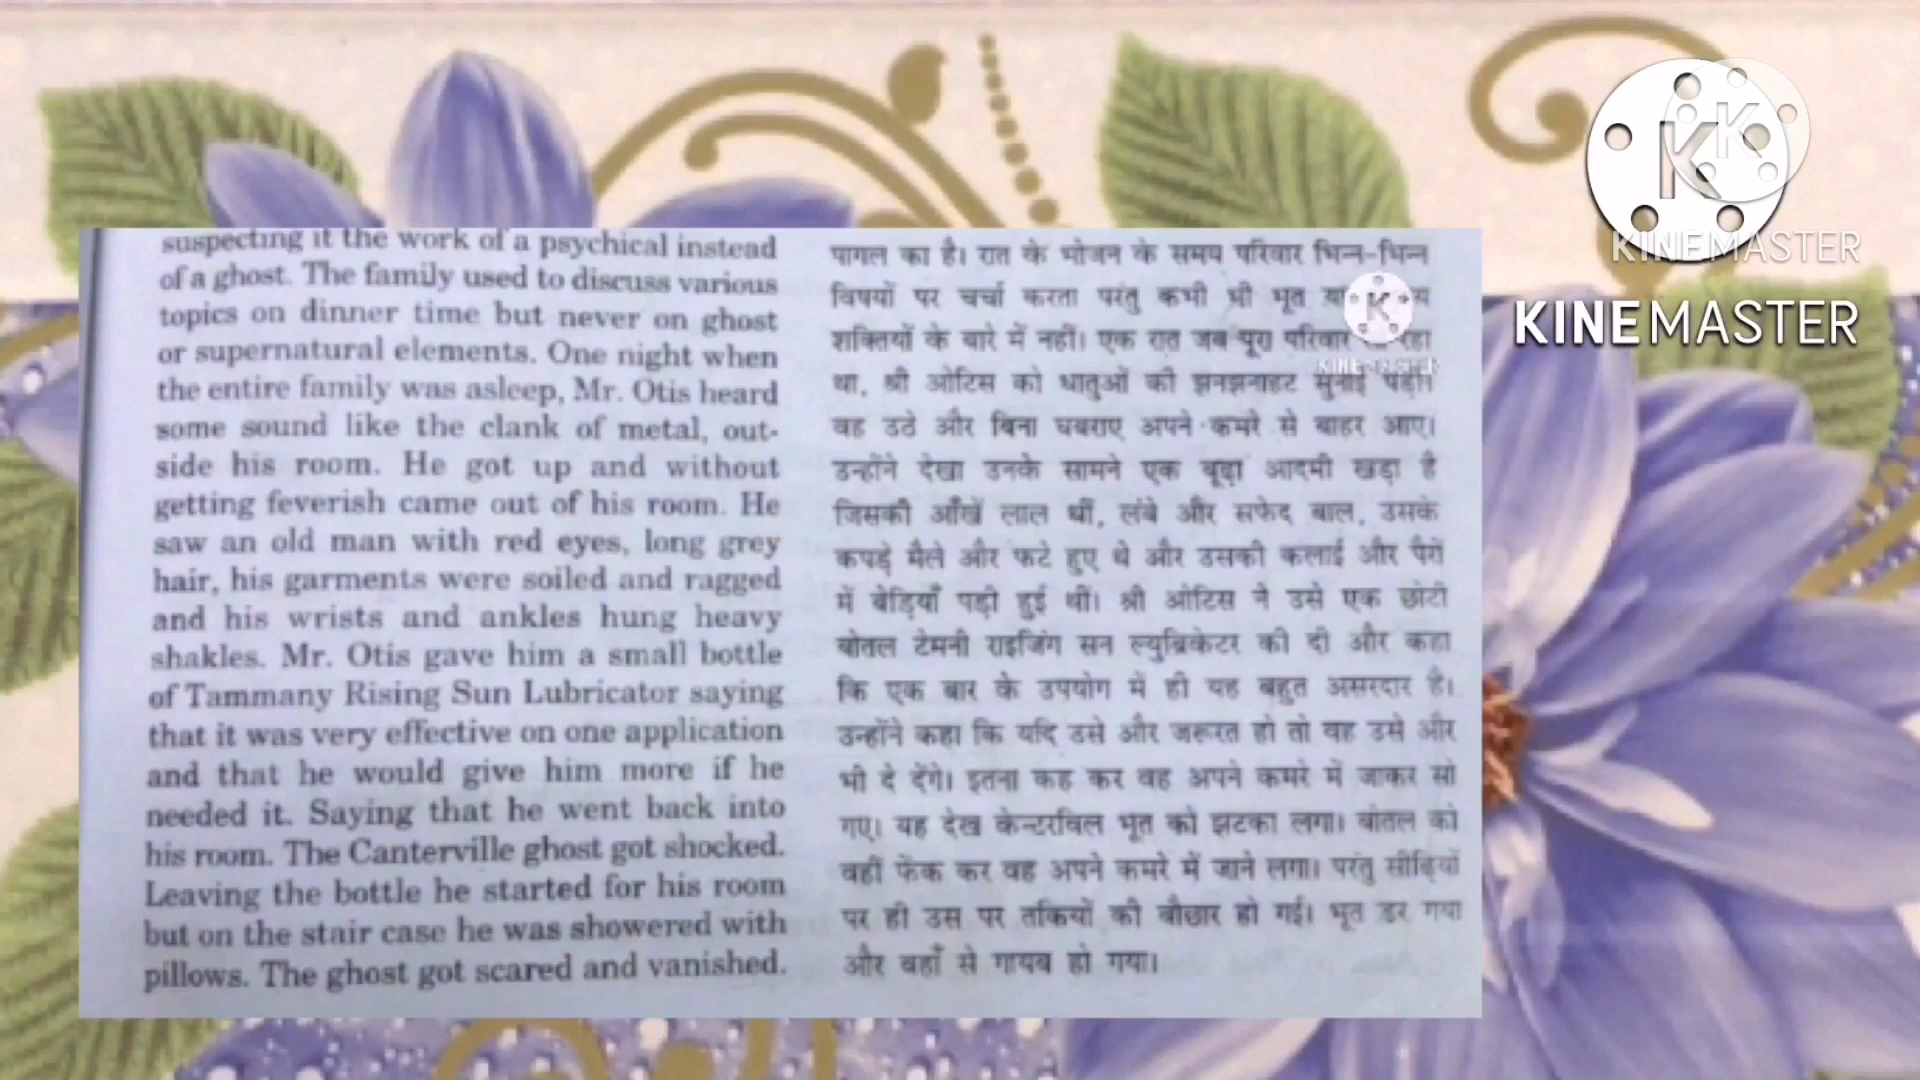 suspecting it the work of a psychical instead
of a ghost. The family used to discuss various
topics on dinner time but never on ghost
or supernatural elements. One night when
the entire family was asleep, Mr. Otis heard
some sound like the clank of metal, out-
side his room. He got up and without
getting feverish came out of his room. He
saw an old man with red eyes, long grey
hair, his garments were soiled and ragged
and his wrists and ankles hung heavy
shakles. Mr. Otis gave him a small bottle
of Tammany Rising Sun Lubricator saying
that it was very effective on one application
and that he would give him more if he
needed it. Saying that he went back into
his room. The Canterville ghost got shocked.
Leaving the bottle he started for his room
but on the stair case he was showered with
pillows. The ghost got scared and vanished.
पागल का है। रात के भोजन के समय परिवार भिन्न-भिन्न
विषयों पर चर्चा करता परंतु कभी भी भूत
शक्तियों के बारे में नहीं। एक रात जब पूरा परिवार रहा
था, श्री ओटिस को धातुओं की झनझनाहट सुनाई पड़ी।
वह उठे और बिना घबराए अपने कमरे से बाहर आए।
उन्होंने देखा उनके सामने एक बूढ़ा आदमी खड़ा है
जिसकी आँखें लाल थीं, लंबे और सफेद बाल, उसके
कपड़े मैले और फटे हुए थे और उसकी कलाई और पैरों
में बेड़ियाँ पड़ी हुई थीं। श्री ओटिस ने उसे एक छोटी
बोतल टेमनी राइजिंग सन ल्युब्रिकेटर की दी और कहा
कि एक बार के उपयोग में ही यह बहुत असरदार है।
उन्होंने कहा कि यदि उसे और जरूरत हो तो वह उसे और
भी दे देंगे। इतना कह कर वह अपने कमरे में जाकर सो
गए। यह देख केन्टरविल भूत को झटका लगा। बोतल को
वहीं फेंक कर वह अपने कमरे में जाने लगा। परंतु सीढ़ियों
पर ही उस पर तकियों की बौछार हो गई। भूत डर गया
और वहाँ से गायब हो गया।
KINEMASTER
K
K
KINEMASTER
KINEMASTER
K